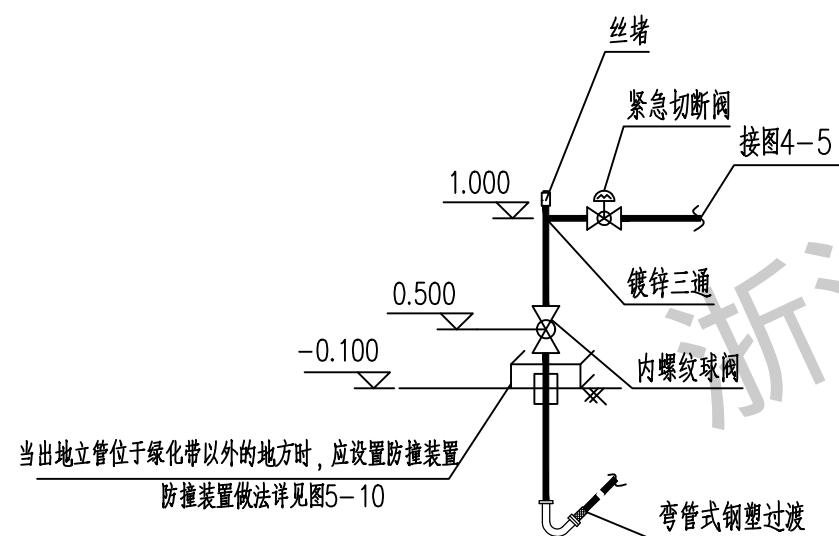 丝堵
紧急切断阀
接图4-5
1.000
镀锌三通
0.500
-0.100
内螺纹球阀
当出地立管位于绿化带以外的地方时，应设置防撞装置
防撞装置做法详见图5-10
弯管式钢塑过渡
浙